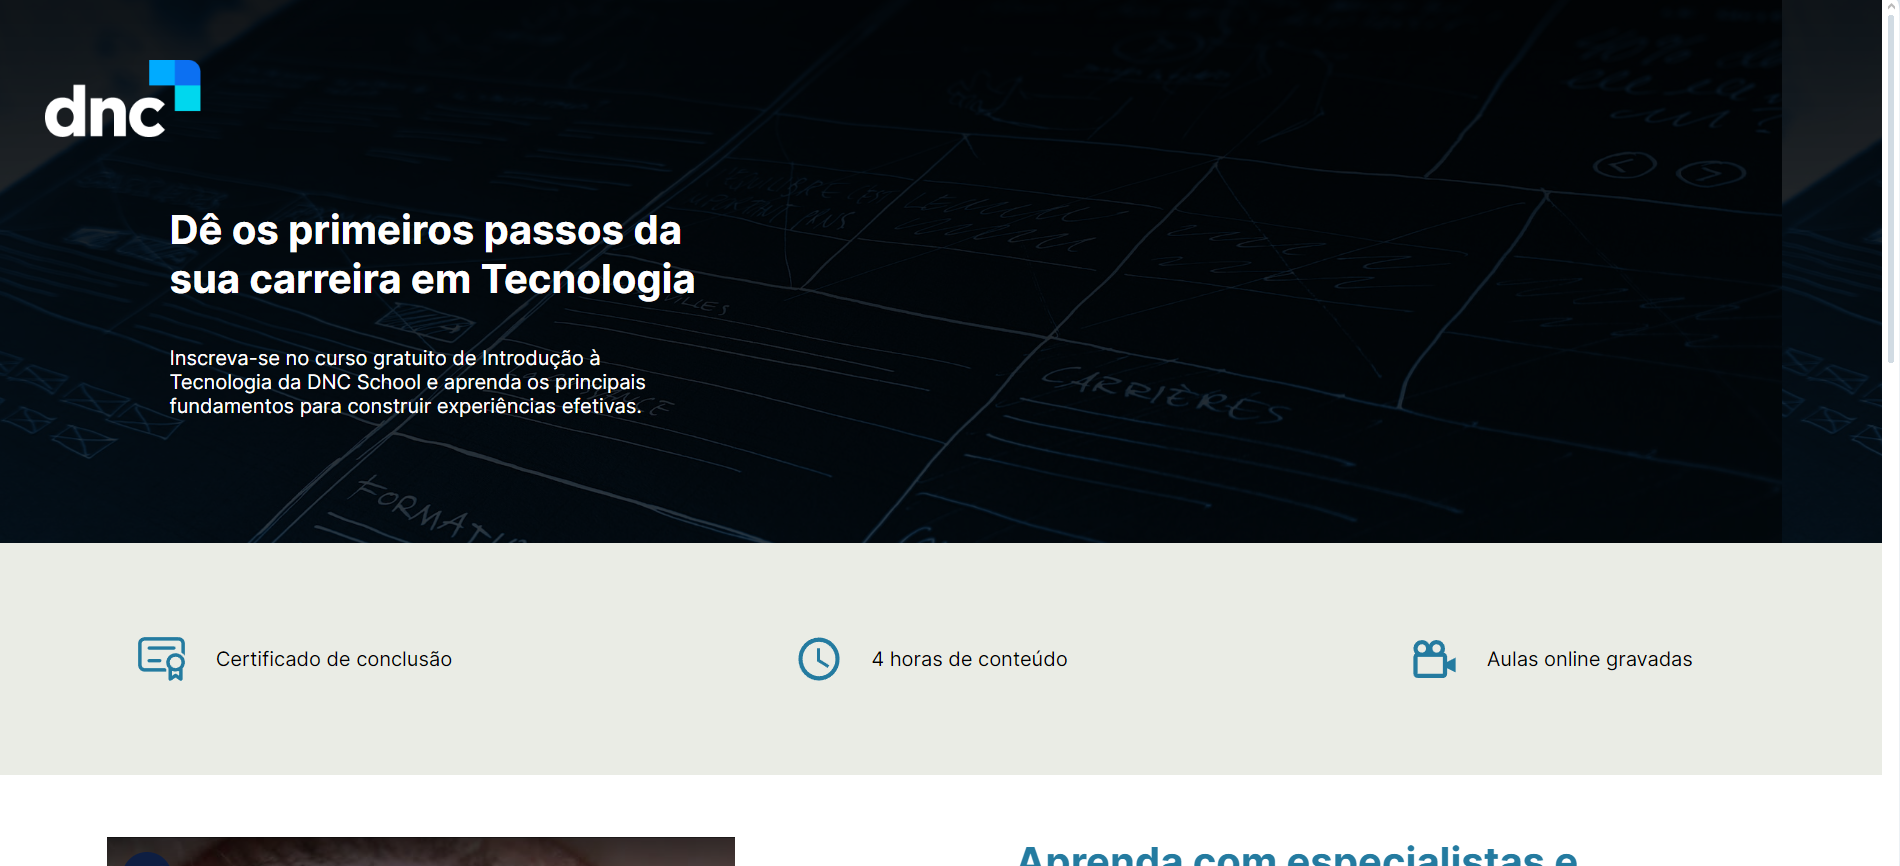 dnc
Dê os primeiros passos da
sua carreira em Tecnologia
Inscreva-se no curso gratuito de Introdução à
Tecnologia da DNC School e aprenda os principais
fundamentos para construir experiências efetivas.
CARRIÈRES
Certificado de conclusão
4 horas de conteúdo
Aulas online gravadas
Aprenda com especialistas e